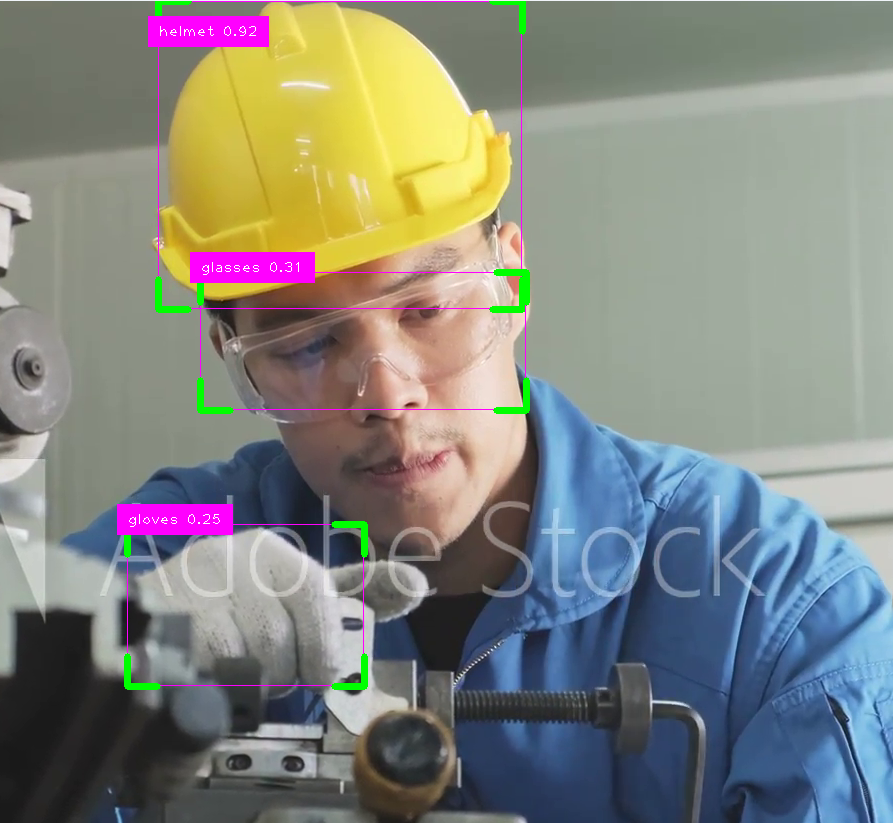 helmet 0.92
glasses 0.31
gloves 0.25
Adobe Stock